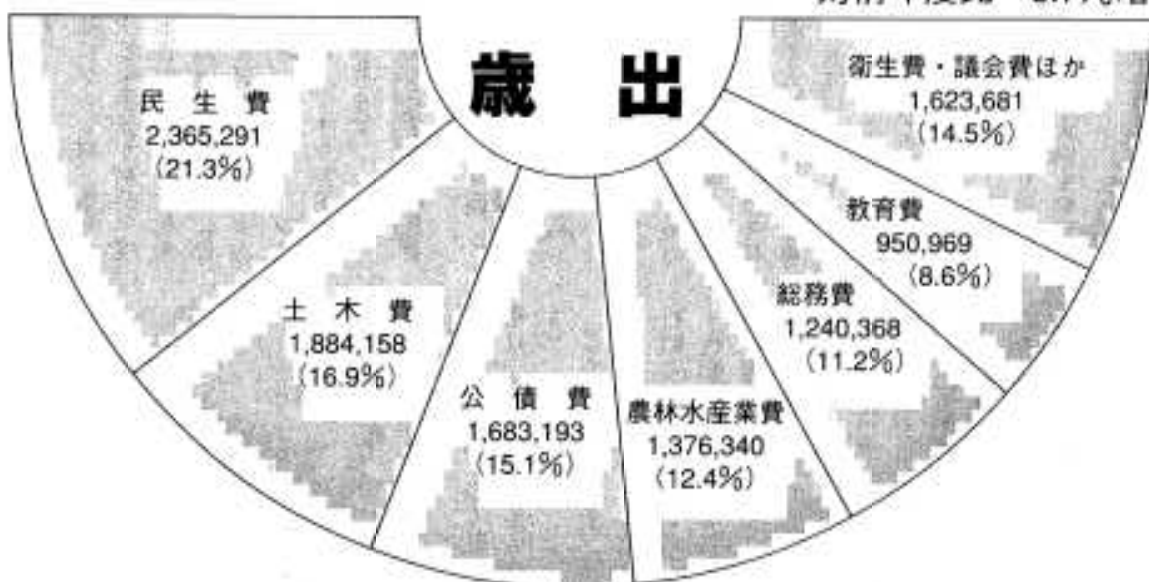 歳出
民生費
2,365,291
(21.3%)
土木費
1,884,158
(16.9%)
公債費
1,683,193
(15.1%)
農林水産業費
1,376,340
(12.4%)
総務費
1,240,368
(11.2%)
教育費
950,969
(8.6%)
衛生費・議会費ほか
1,623,681
(14.5%)